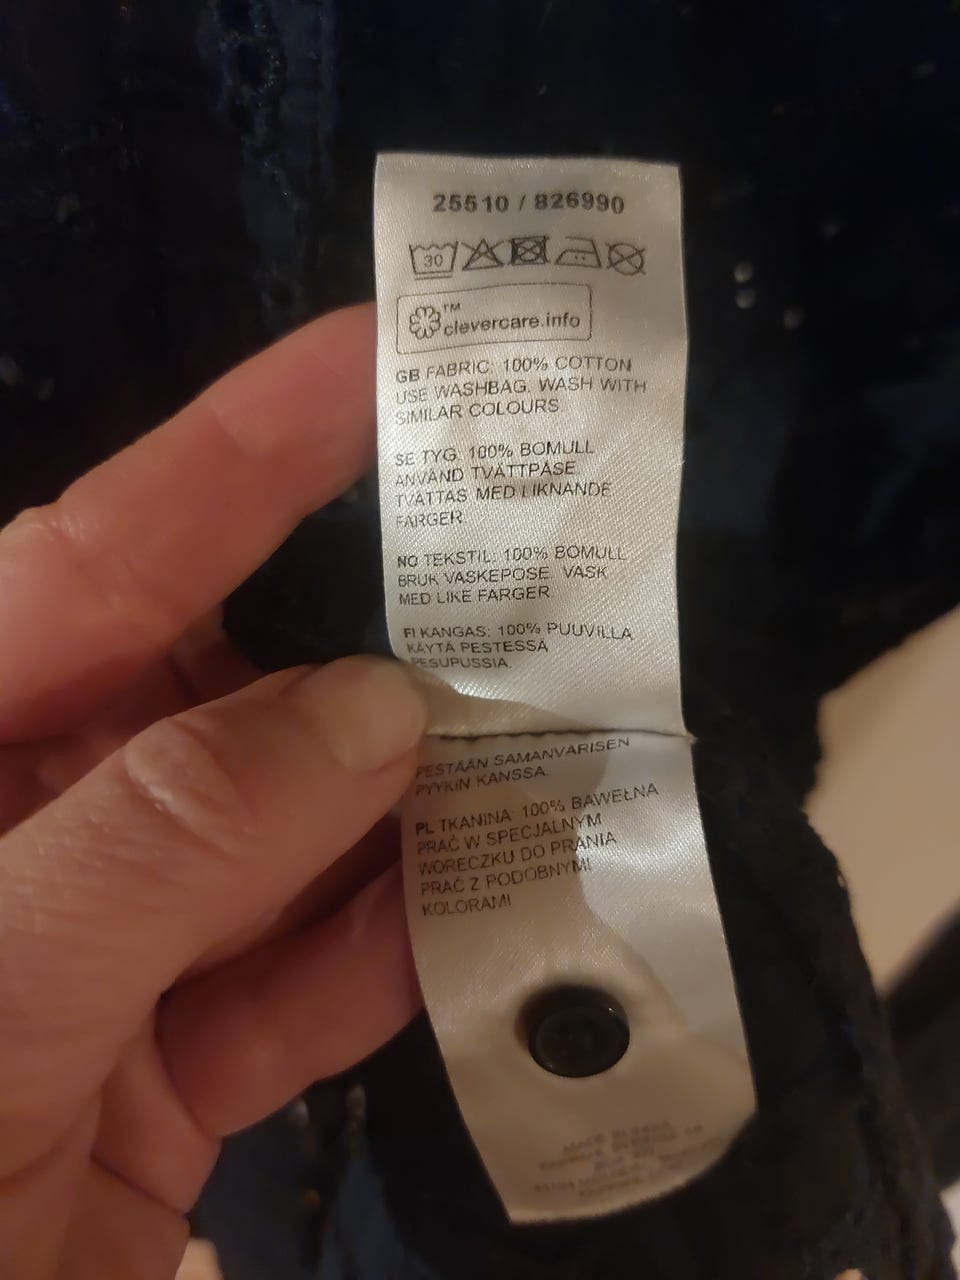 25510 / 826990
30
™
clevercare.info
GB FABRIC: 100% COTTON
USE WASHBAG. WASH WITH
SIMILAR COLOURS.
SE TYG: 100% BOMULL
ANVÄND TVÄTTPÅSE
TVÄTTAS MED LIKNANDE
FÄRGER.
NO TEKSTIL: 100% BOMULL
BRUK VASKEPOSE. VASK
MED LIKE FARGER.
FI KANGAS: 100% PUUVILLA
KÄYTÄ PESTESSÄ
PESUPUSSIA.
PESTÄÄN SAMANVÄRISEN
PYYKIN KANSSA.
PL TKANINA: 100% BAWEŁNA
PRAĆ W SPECJALNYM
WORECZKU DO PRANIA
PRAĆ Z PODOBNYMI
KOLORAMI